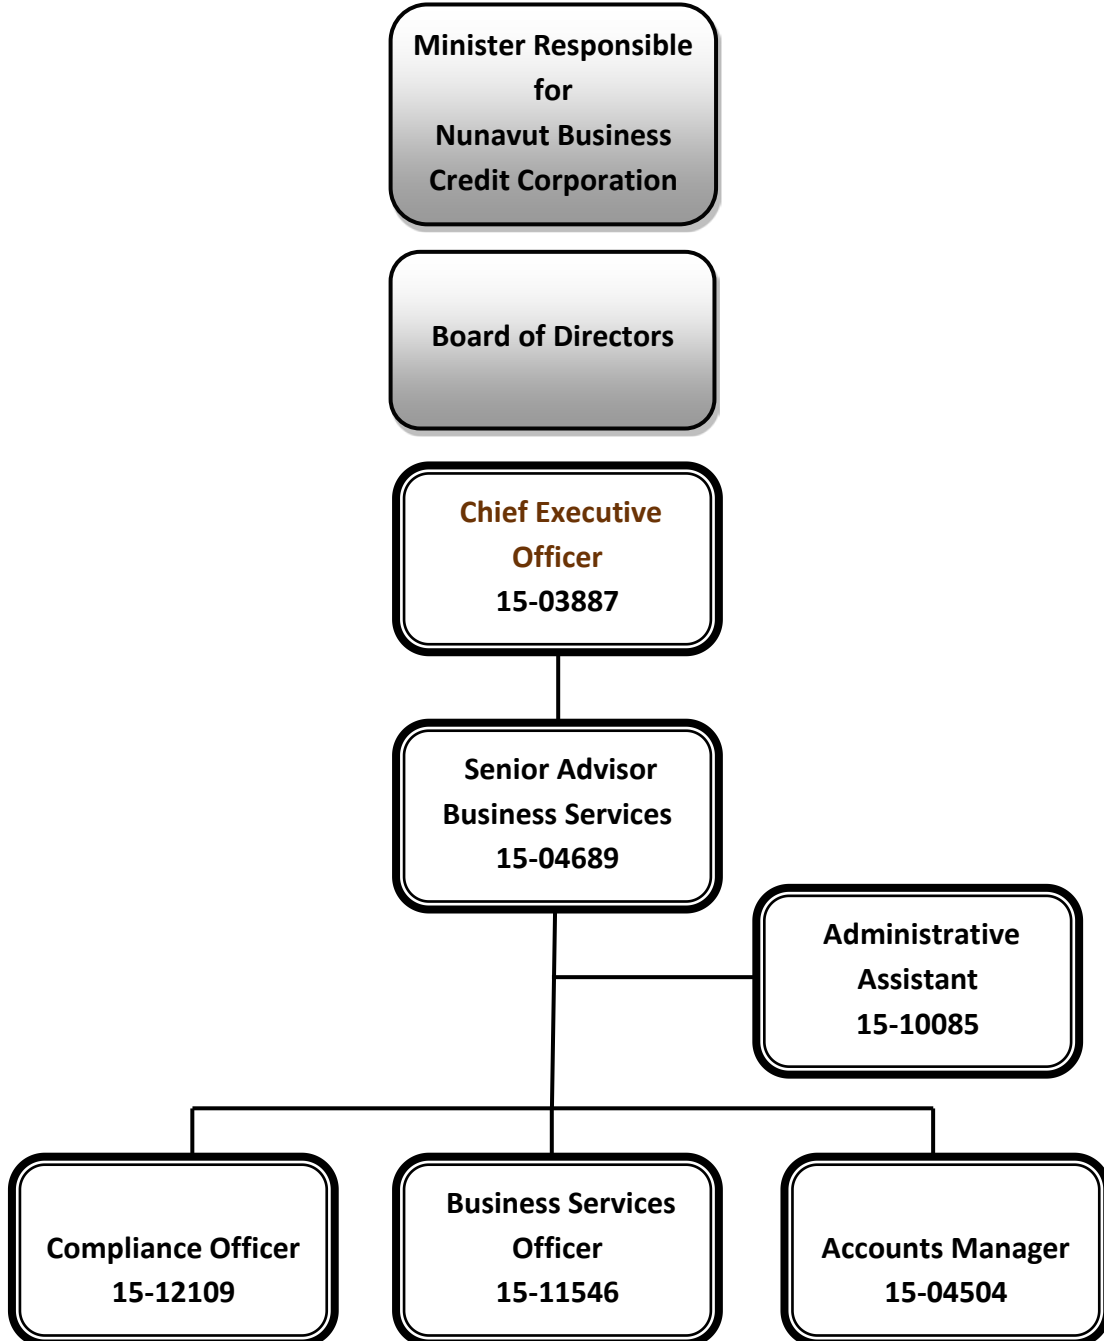 Minister Responsible
for
Nunavut Business
Credit Corporation
Board of Directors
Chief Executive
Officer
15-03887
Senior Advisor
Business Services
15-04689
Administrative
Assistant
15-10085
Compliance Officer
15-12109
Business Services
Officer
15-11546
Accounts Manager
15-04504